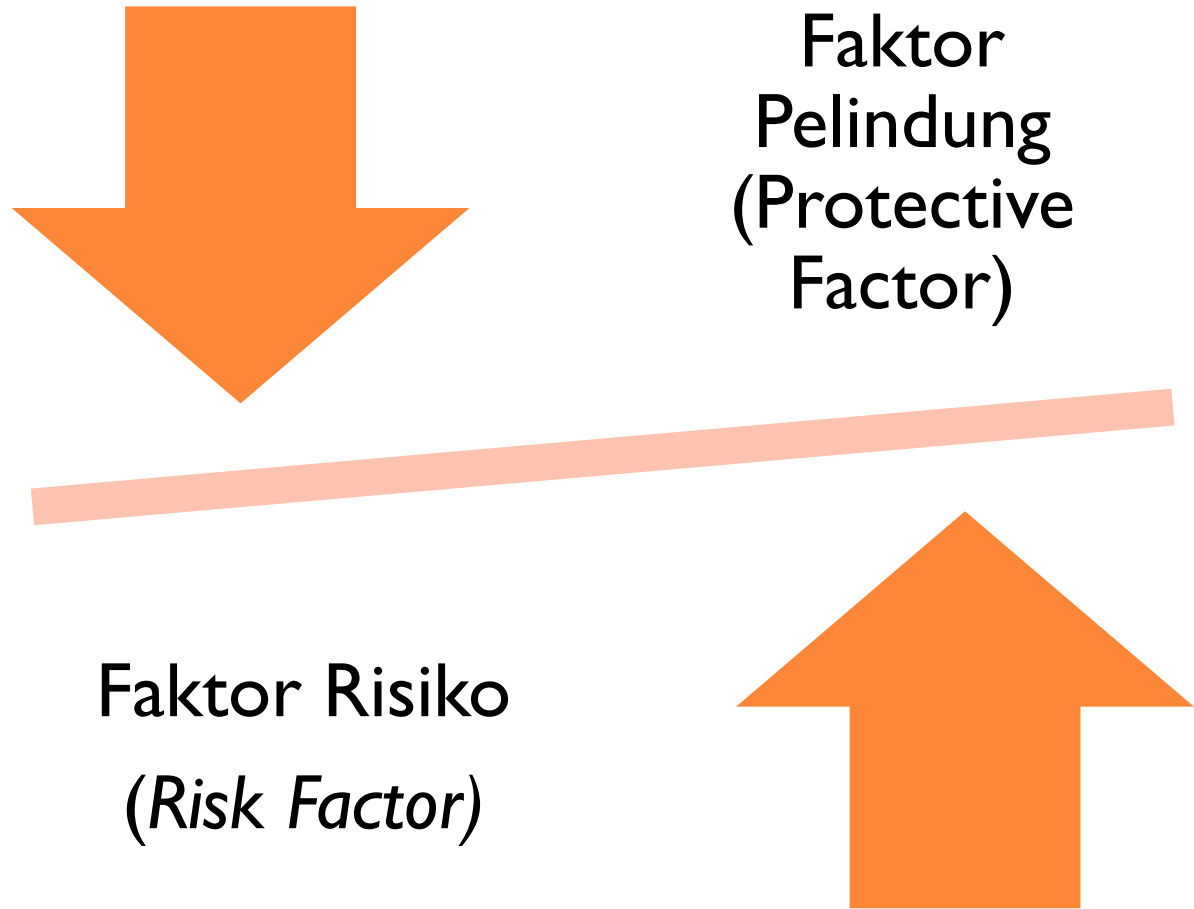 Faktor
Pelindung
(Protective
Factor)
Faktor Risiko
(Risk Factor)